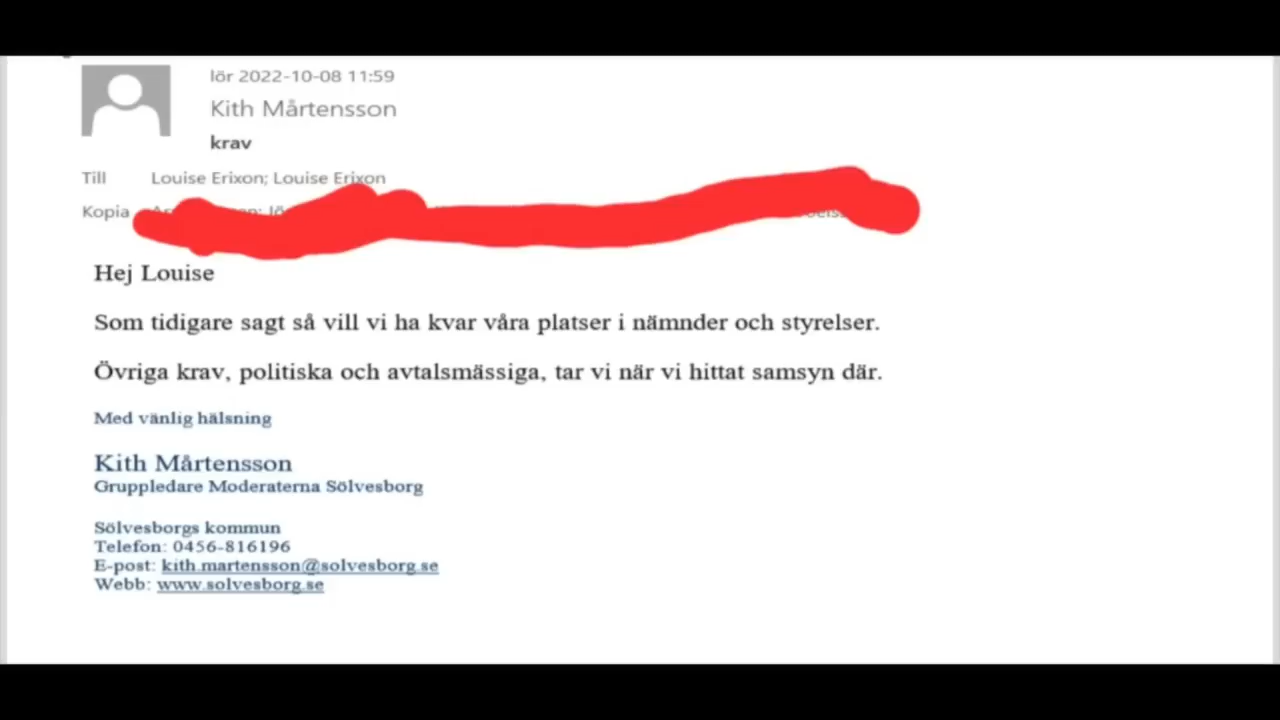 lör 2022-10-08 11:59
Kith Mårtensson
krav
Till Louise Erixon; Louise Erixon
Kopia
Hej Louise
Som tidigare sagt så vill vi ha kvar våra platser i nämnder och styrelser.
Övriga krav, politiska och avtalsmässiga, tar vi när vi hittat samsyn där.
Med vänlig hälsning
Kith Mårtensson
Gruppledare Moderaterna Sölvesborg
Sölvesborgs kommun
Telefon: 0456-816196
E-post: kith.martensson@solvesborg.se
Webb: www.solvesborg.se